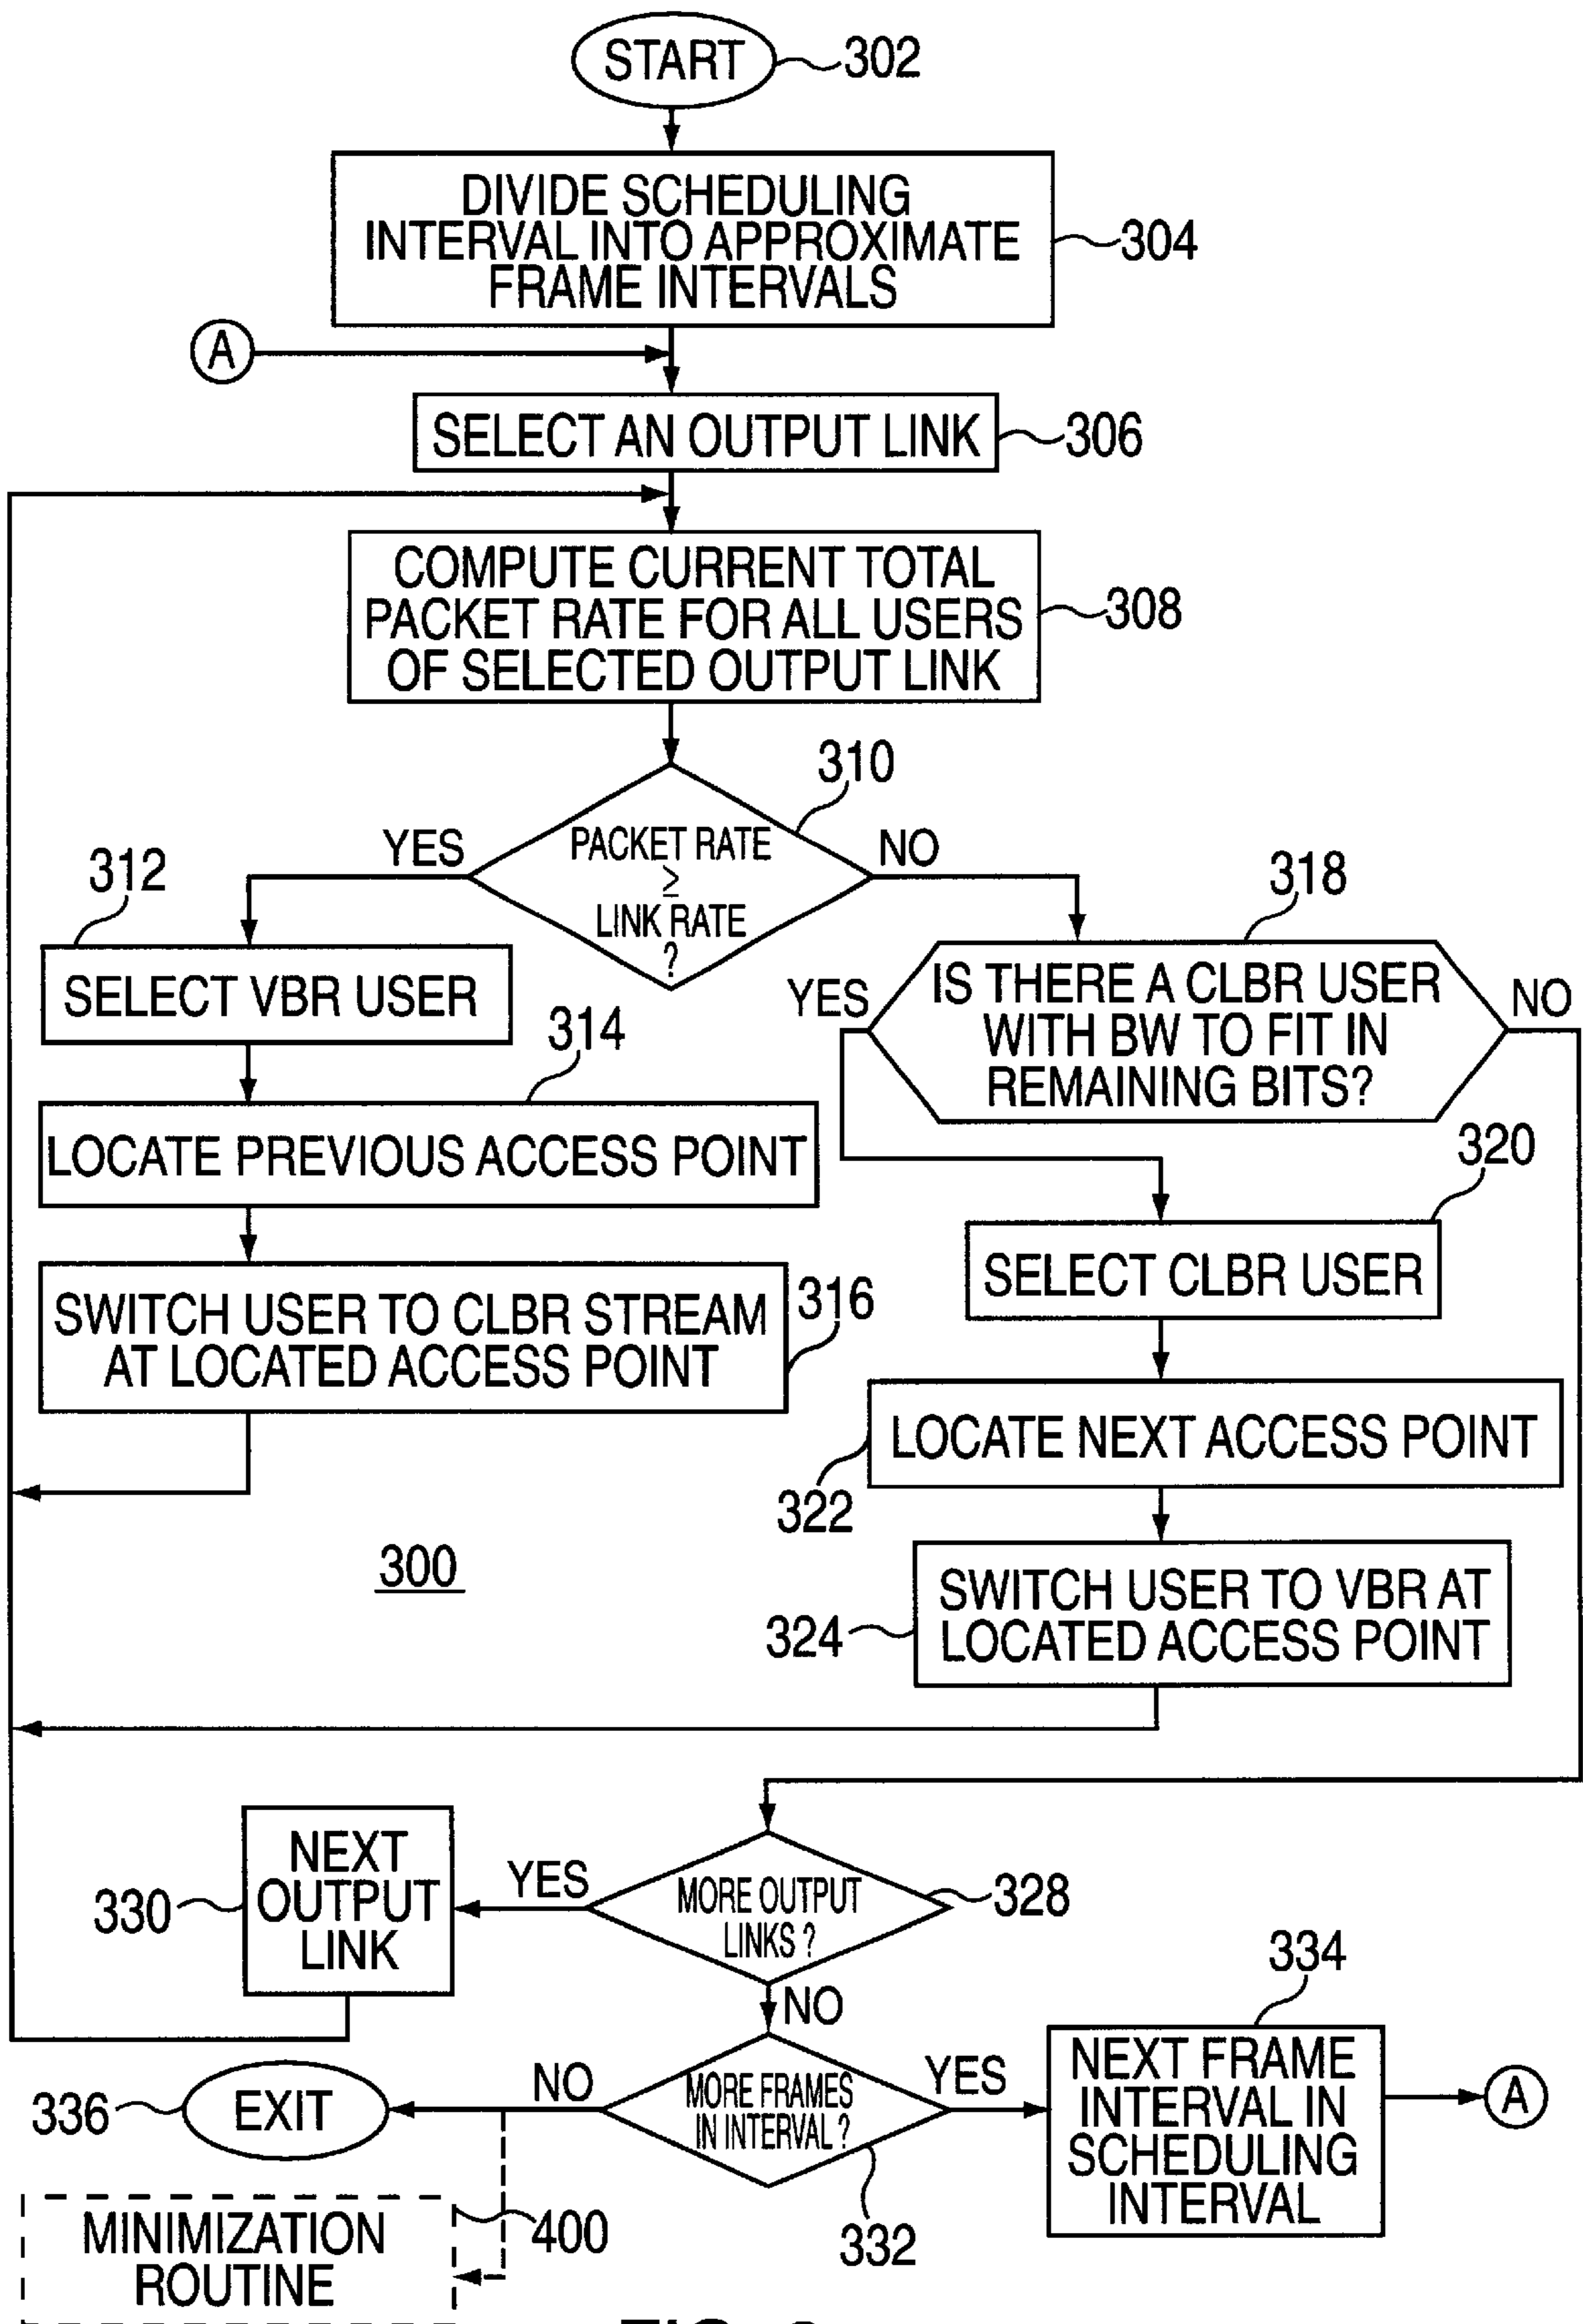 START
302
DIVIDE SCHEDULING
INTERVAL INTO APPROXIMATE
FRAME INTERVALS
304
A
SELECT AN OUTPUT LINK
306
COMPUTE CURRENT TOTAL
PACKET RATE FOR ALL USERS
OF SELECTED OUTPUT LINK
308
310
PACKET RATE
≥
LINK RATE
?
YES
NO
312
SELECT VBR USER
314
LOCATE PREVIOUS ACCESS POINT
SWITCH USER TO CLBR STREAM
AT LOCATED ACCESS POINT
316
318
IS THERE A CLBR USER
WITH BW TO FIT IN
REMAINING BITS?
YES
NO
320
SELECT CLBR USER
LOCATE NEXT ACCESS POINT
322
SWITCH USER TO VBR AT
LOCATED ACCESS POINT
324
300
MORE OUTPUT
LINKS ?
328
YES
NEXT
OUTPUT
LINK
330
NO
MORE FRAMES
IN INTERVAL ?
332
YES
334
NEXT FRAME
INTERVAL IN
SCHEDULING
INTERVAL
A
NO
EXIT
336
MINIMIZATION
ROUTINE
400